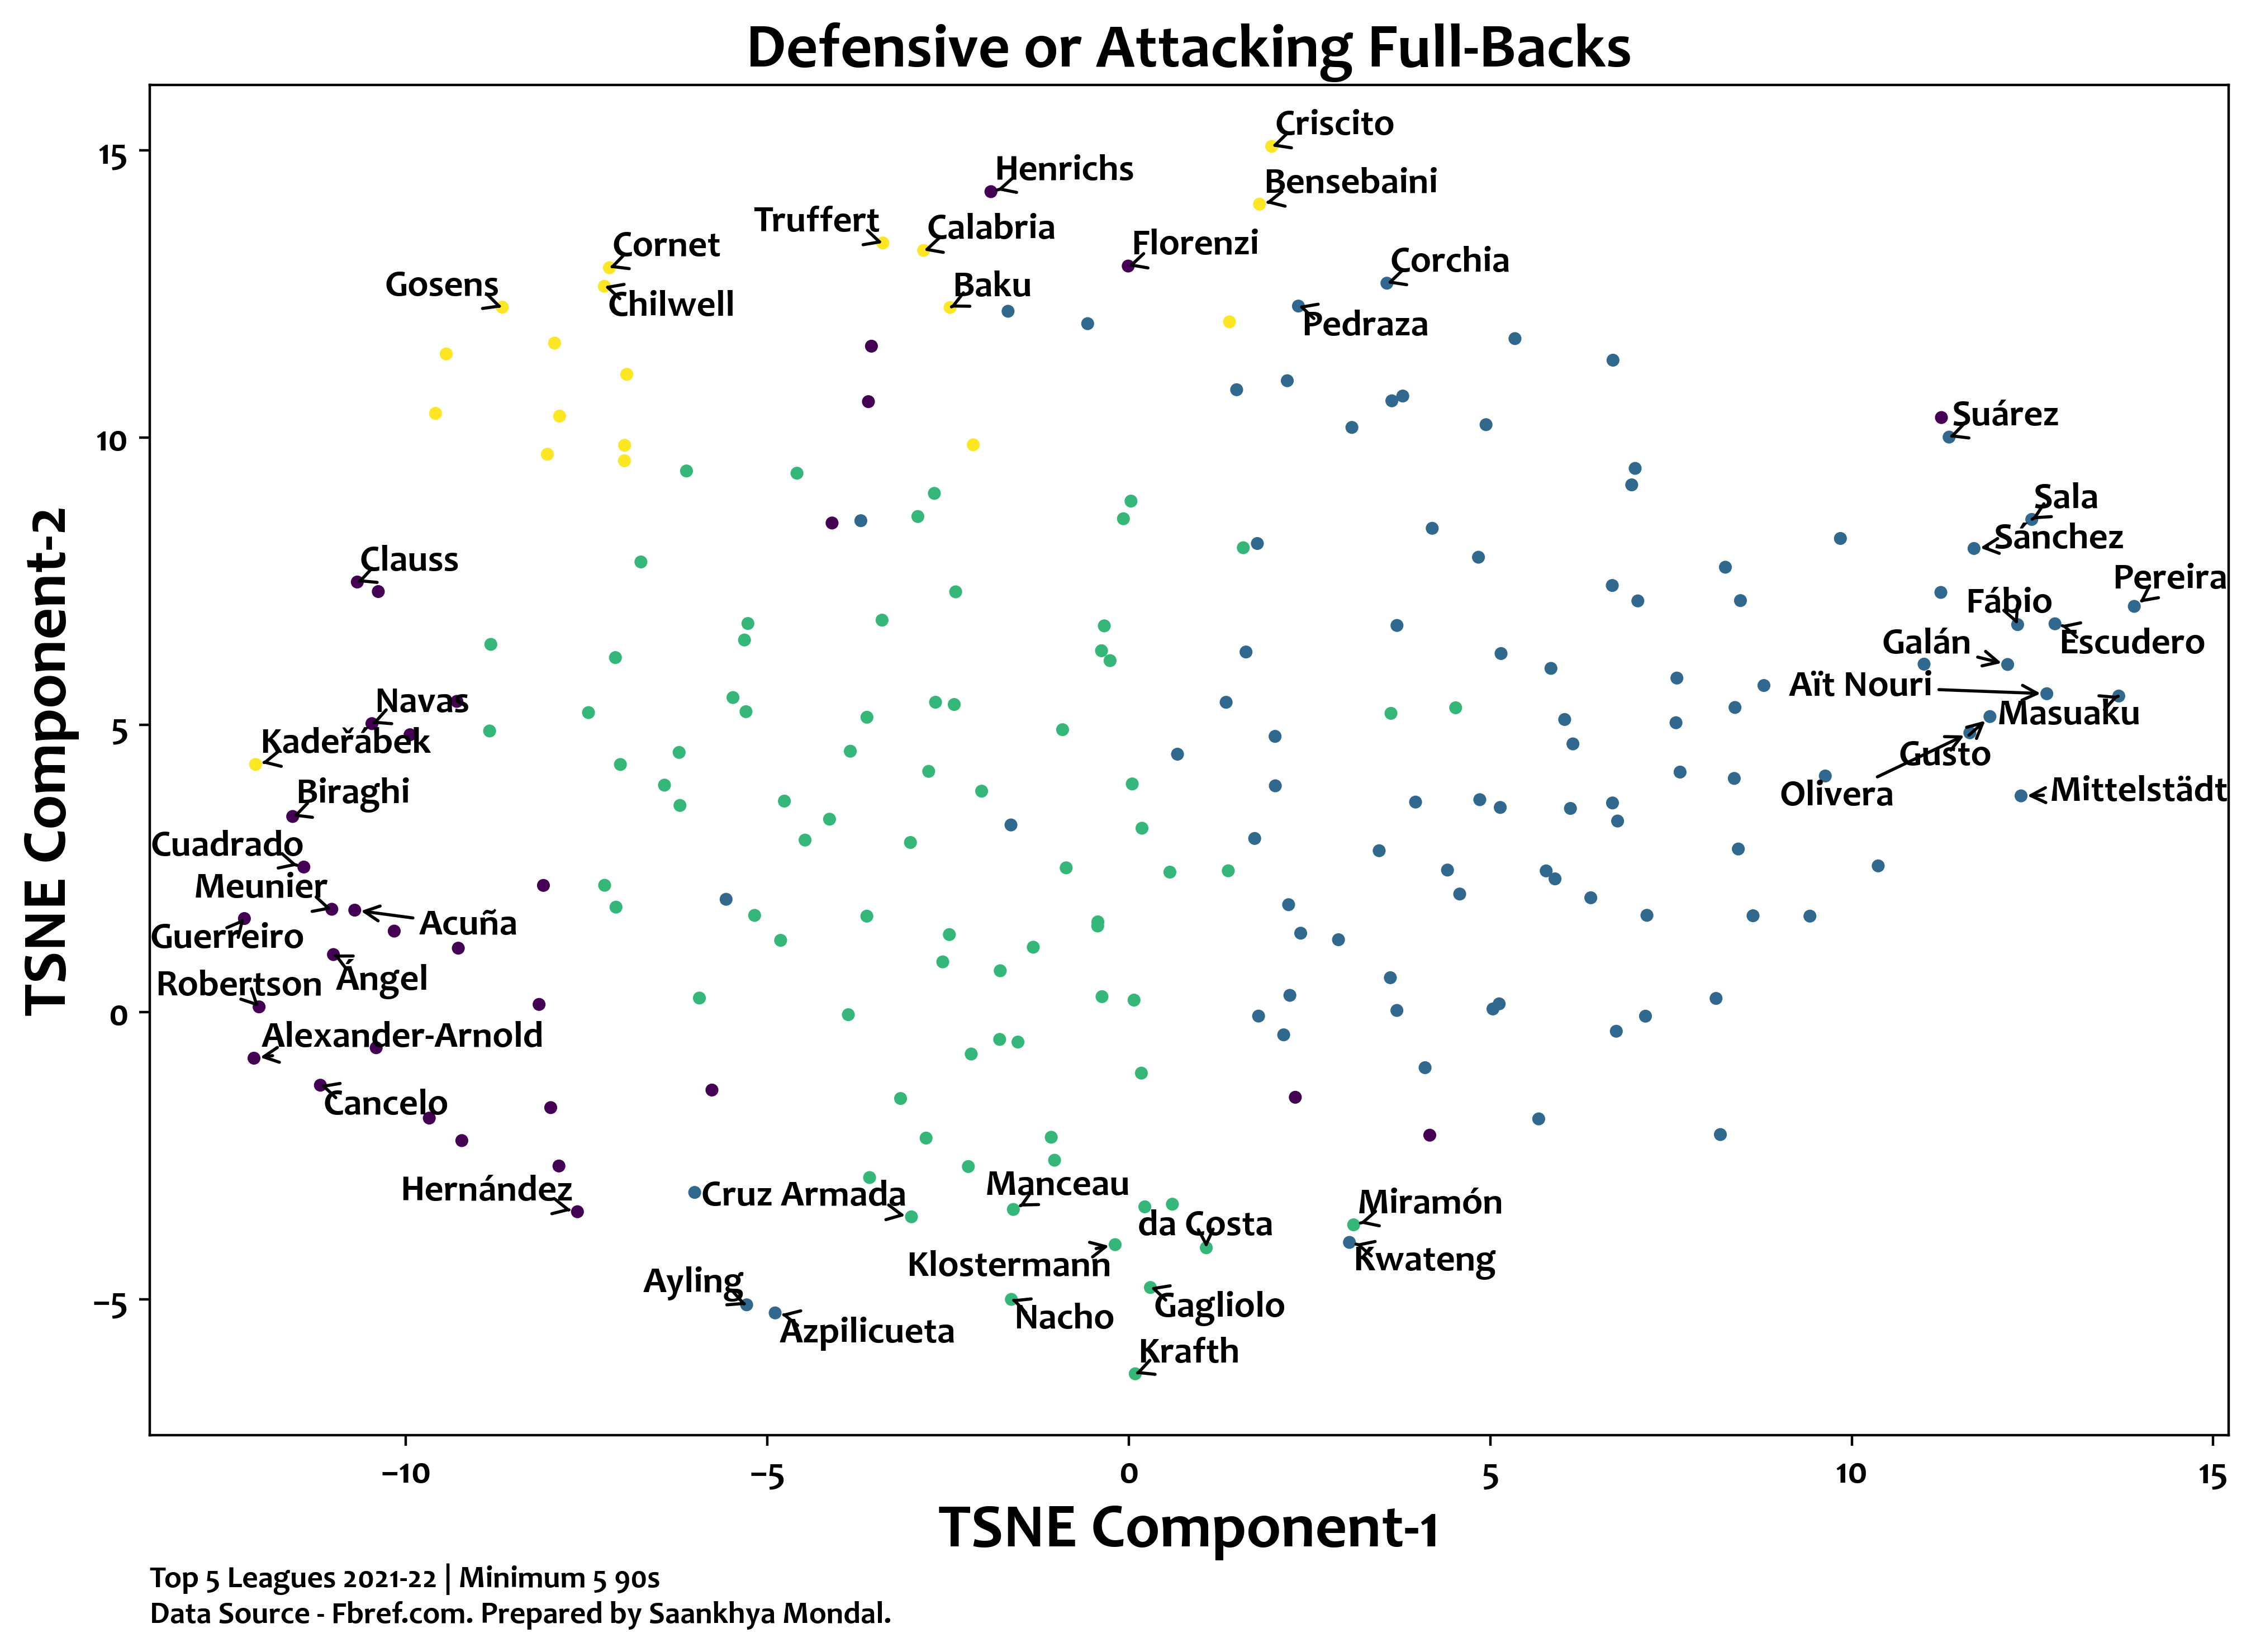 Defensive or Attacking Full-Backs
Criscito
Henrichs
Bensebaini
Truffert
Calabria
Florenzi
Cornet
Corchia
Gosens
Baku
Chilwell
Pedraza
Suárez
Sala
Sánchez
Clauss
Pereira
Fábio
Galán
Escudero
Aït Nouri
Navas
Masuaku
Kadeřábek
Gusto
Biraghi
Olivera
Mittelstädt
Cuadrado
Meunier
Acuña
Guerreiro
Ángel
Robertson
Alexander-Arnold
Cancelo
Hernández
Cruz Armada
Manceau
Miramón
da Costa
Klostermann
Kwateng
Ayling
Gagliolo
Nacho
Azpilicueta
Krafth
15
10
5
0
−5
TSNE Component-2
−10
−5
0
5
10
15
TSNE Component-1
Top 5 Leagues 2021-22 | Minimum 5 90s
Data Source - Fbref.com. Prepared by Saankhya Mondal.